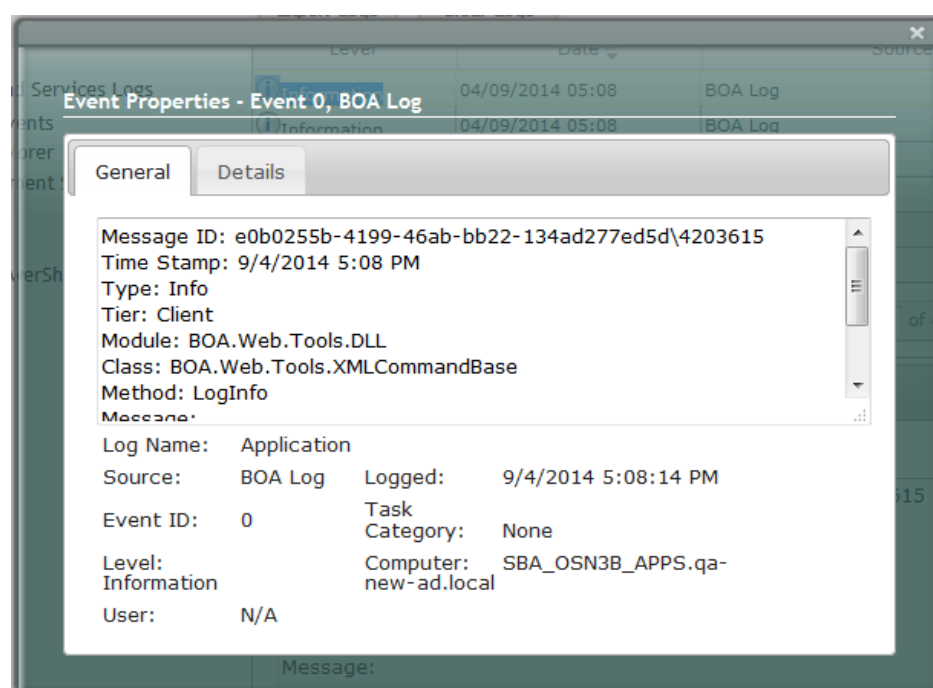 Level Date Source
d Services Logs Information 04/09/2014 05:08 BOA Log
Event Properties - Event 0, BOA Log
Information 04/09/2014 05:08 BOA Log
General Details
Message ID: e0b0255b-4199-46ab-bb22-134ad277ed5d\4203615
Time Stamp: 9/4/2014 5:08 PM
Type: Info
Tier: Client
Module: BOA.Web.Tools.DLL
Class: BOA.Web.Tools.XMLCommandBase
Method: LogInfo
Message:
Log Name: Application
Source: BOA Log Logged: 9/4/2014 5:08:14 PM
Event ID: 0 Task
Category: None
Level: Computer: SBA_OSN3B_APPS.qa-
Information new-ad.local
User: N/A
Message: